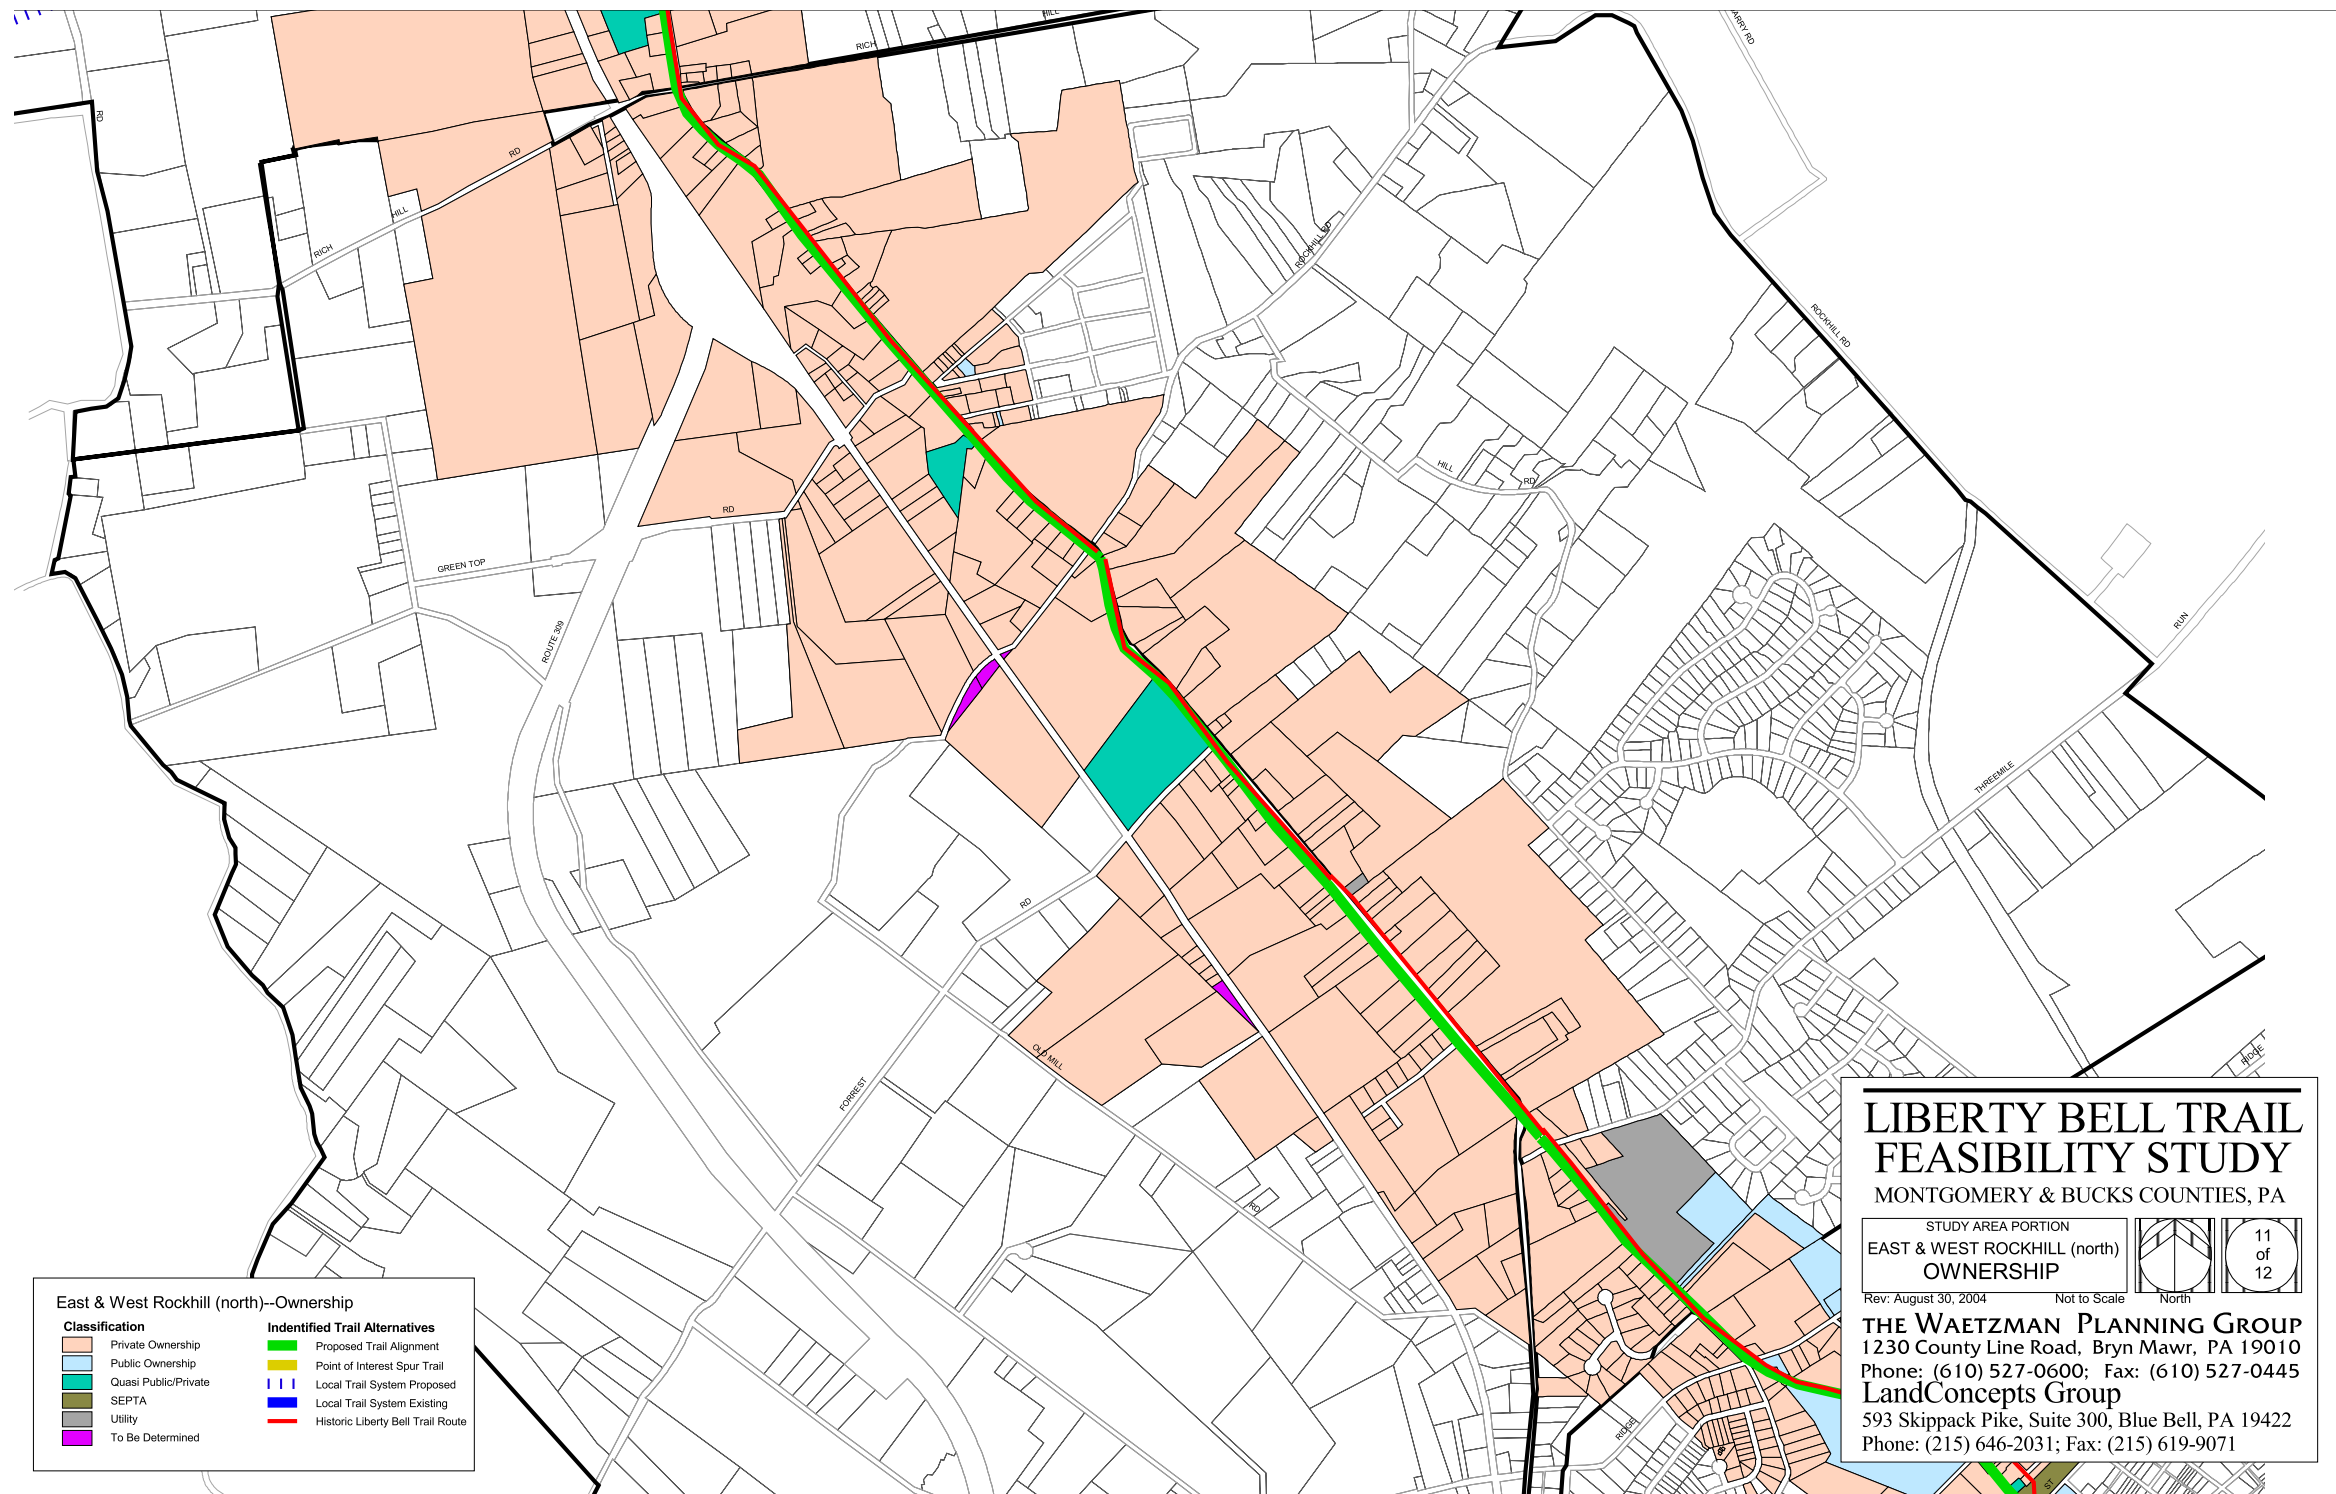 ARRY RD
HILL
RICH
RD
RD
HILL
RICH
ROCKHILL RD
ROCKHILL RD
HILL
RD
RD
GREEN TOP
ROUTE 309
RUN
THREEMILE
RD
OLD MILL
FORREST
RD
RIDGE
RIDGE
ST
LIBERTY BELL TRAIL
FEASIBILITY STUDY
MONTGOMERY & BUCKS COUNTIES, PA
STUDY AREA PORTION
EAST & WEST ROCKHILL (north)
OWNERSHIP
11
of
12
Rev: August 30, 2004 Not to Scale North
THE WAETZMAN PLANNING GROUP
1230 County Line Road, Bryn Mawr, PA 19010
Phone: (610) 527-0600; Fax: (610) 527-0445
LandConcepts Group
593 Skippack Pike, Suite 300, Blue Bell, PA 19422
Phone: (215) 646-2031; Fax: (215) 619-9071
East & West Rockhill (north)--Ownership
Classification
Private Ownership
Public Ownership
Quasi Public/Private
SEPTA
Utility
To Be Determined
Indentified Trail Alternatives
Proposed Trail Alignment
Point of Interest Spur Trail
Local Trail System Proposed
Local Trail System Existing
Historic Liberty Bell Trail Route